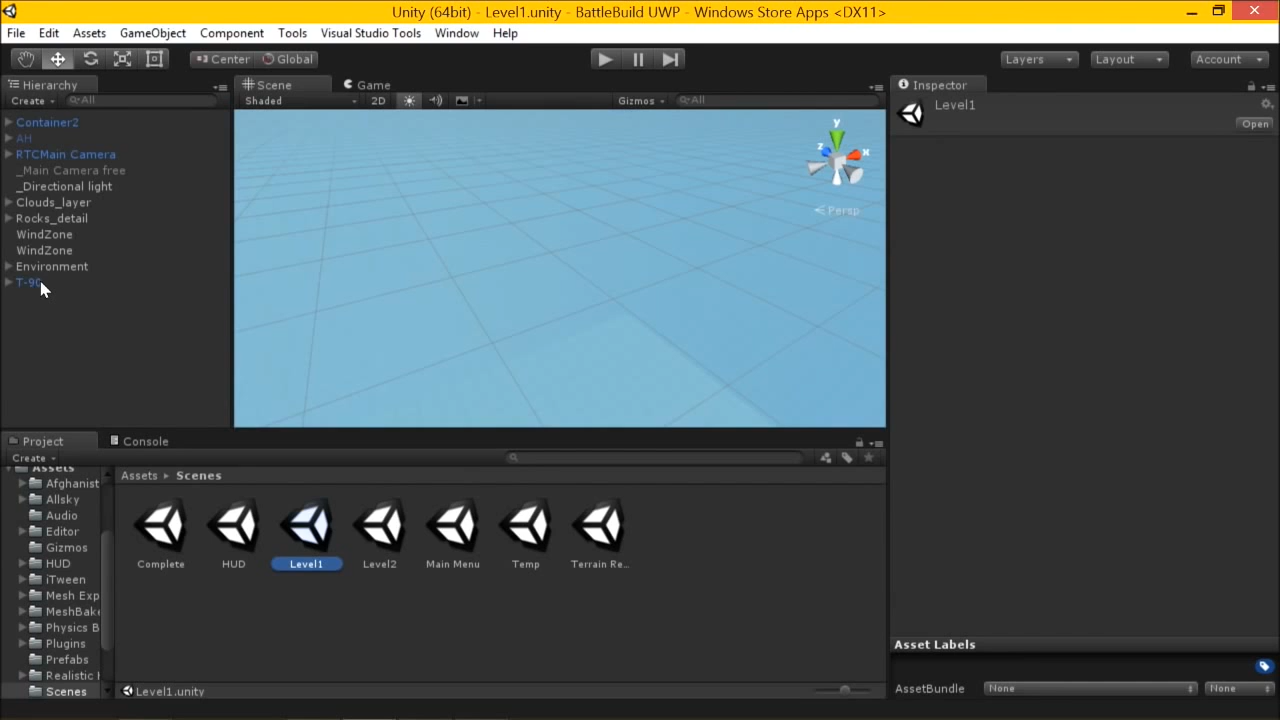 Unity (64bit) - Level1.unity - BattleBuild UWP - Windows Store Apps <DX11>
File Edit Assets GameObject Component Tools Visual Studio Tools Window Help
Center Global Layers Layout Account
Hierarchy Scene Game Inspector
Create All Shaded 2D Gizmos All Level1
Open
Container2
AH
RTCMain Camera
_Main Camera free
_Directional light
Clouds_layer
Rocks_detail
WindZone
WindZone
Environment
T-90
y
z
x
Persp
Project Console
Create
Assets
Assets Scenes
Afghanist
Allsky
Audio
Editor
Gizmos
HUD
iTween
Mesh Exp
MeshBake
Physics B
Plugins
Prefabs
Realistic
Scenes
Complete HUD Level1 Level2 Main Menu Temp Terrain Re...
Level1.unity
Asset Labels
AssetBundle None None